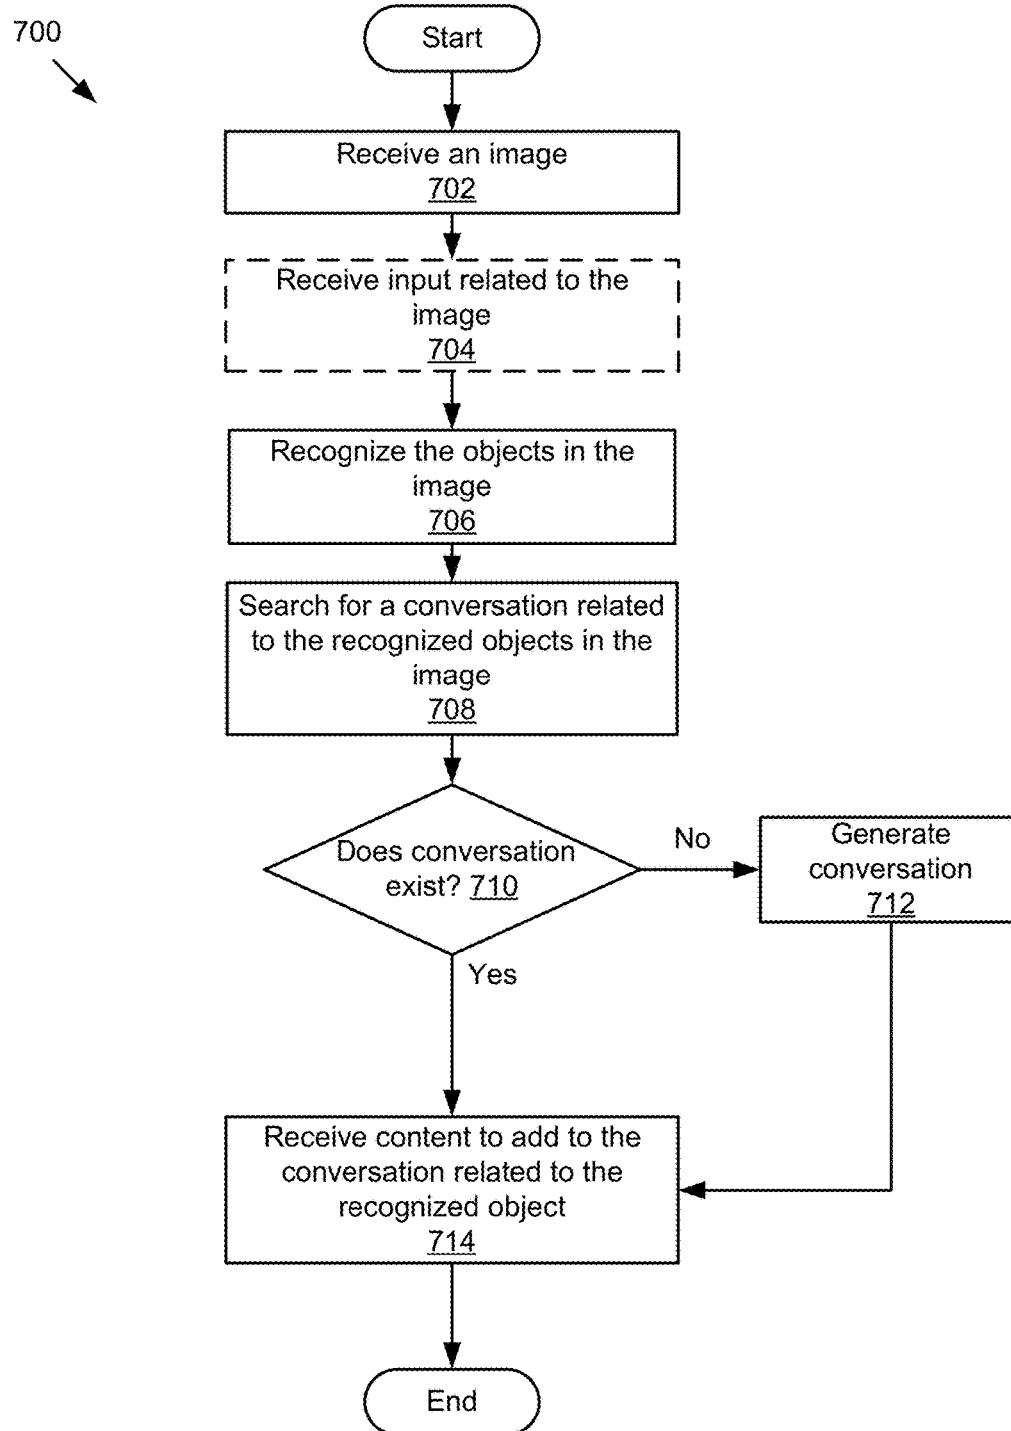 700
Start
Receive an image
702
Receive input related to the
image
704
Recognize the objects in the
image
706
Search for a conversation related
to the recognized objects in the
image
708
Does conversation
exist? 710
No
Generate
conversation
712
Yes
Receive content to add to the
conversation related to the
recognized object
714
End